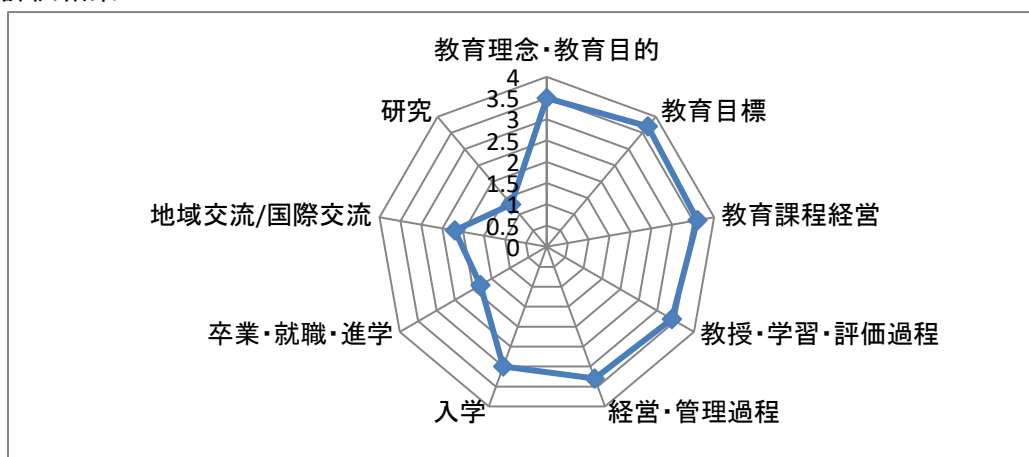 教育理念・教育目的
4
3.5
3
2.5
2
1.5
1
0.5
0
教育目標
教育課程経営
教授・学習・評価過程
経営・管理過程
入学
卒業・就職・進学
地域交流/国際交流
研究